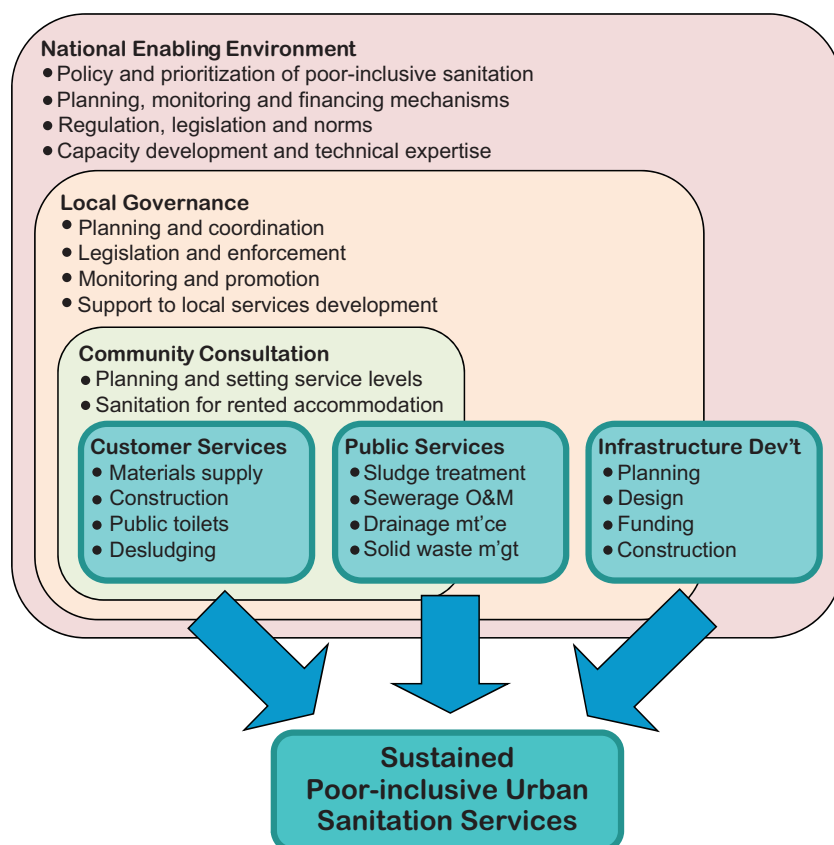 National Enabling Environment
● Policy and prioritization of poor-inclusive sanitation
● Planning, monitoring and financing mechanisms
● Regulation, legislation and norms
● Capacity development and technical expertise
Local Governance
● Planning and coordination
● Legislation and enforcement
● Monitoring and promotion
● Support to local services development
Community Consultation
● Planning and setting service levels
● Sanitation for rented accommodation
Customer Services
● Materials supply
● Construction
● Public toilets
● Desludging
Public Services
● Sludge treatment
● Sewerage O&M
● Drainage mt'ce
● Solid waste m'gt
Infrastructure Dev't
● Planning
● Design
● Funding
● Construction
Sustained
Poor-inclusive Urban
Sanitation Services